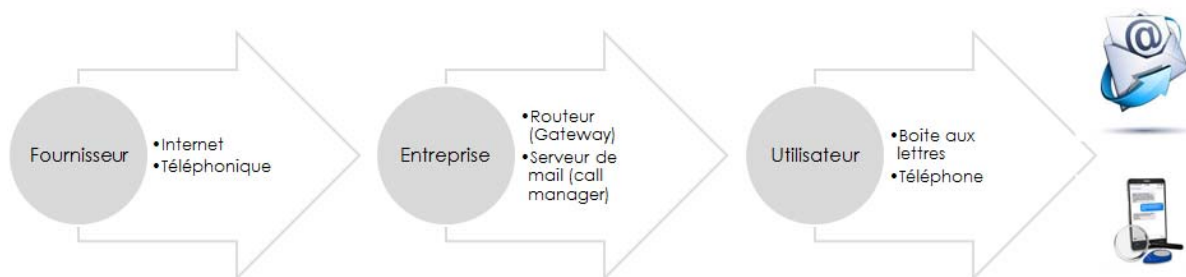 Fournisseur
•Internet
•Téléphonique
Entreprise
•Routeur
(Gateway)
•Serveur de
mail (call
manager)
Utilisateur
•Boite aux
lettres
•Téléphone
@